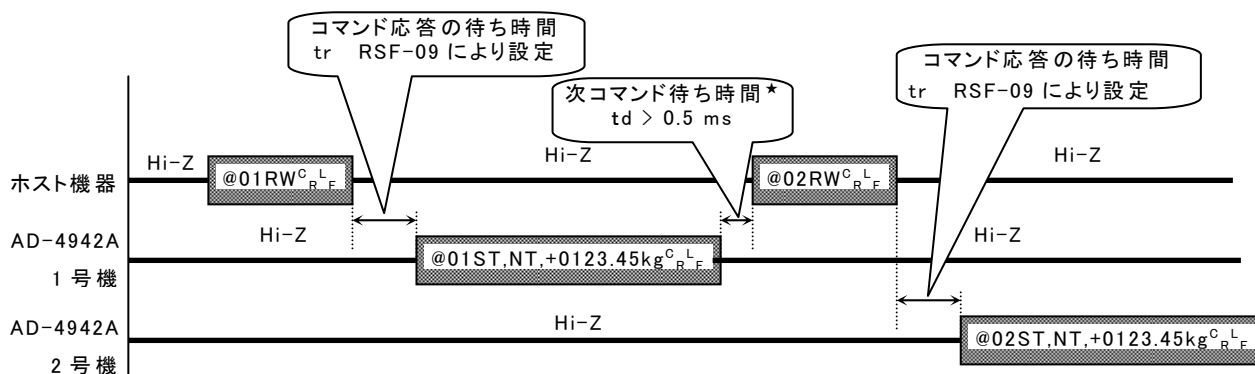 コマンド応答の待ち時間
tr RSF-09 により設定
コマンド応答の待ち時間
tr RSF-09 により設定
次コマンド待ち時間★
td > 0.5 ms
ホスト機器
Hi-Z
@01RW CR LF
Hi-Z
@02RW CR LF
Hi-Z
AD-4942A
1号機
Hi-Z
@01ST,NT,+0123.45kg CR LF
Hi-Z
AD-4942A
2号機
Hi-Z
@02ST,NT,+0123.45kg CR LF